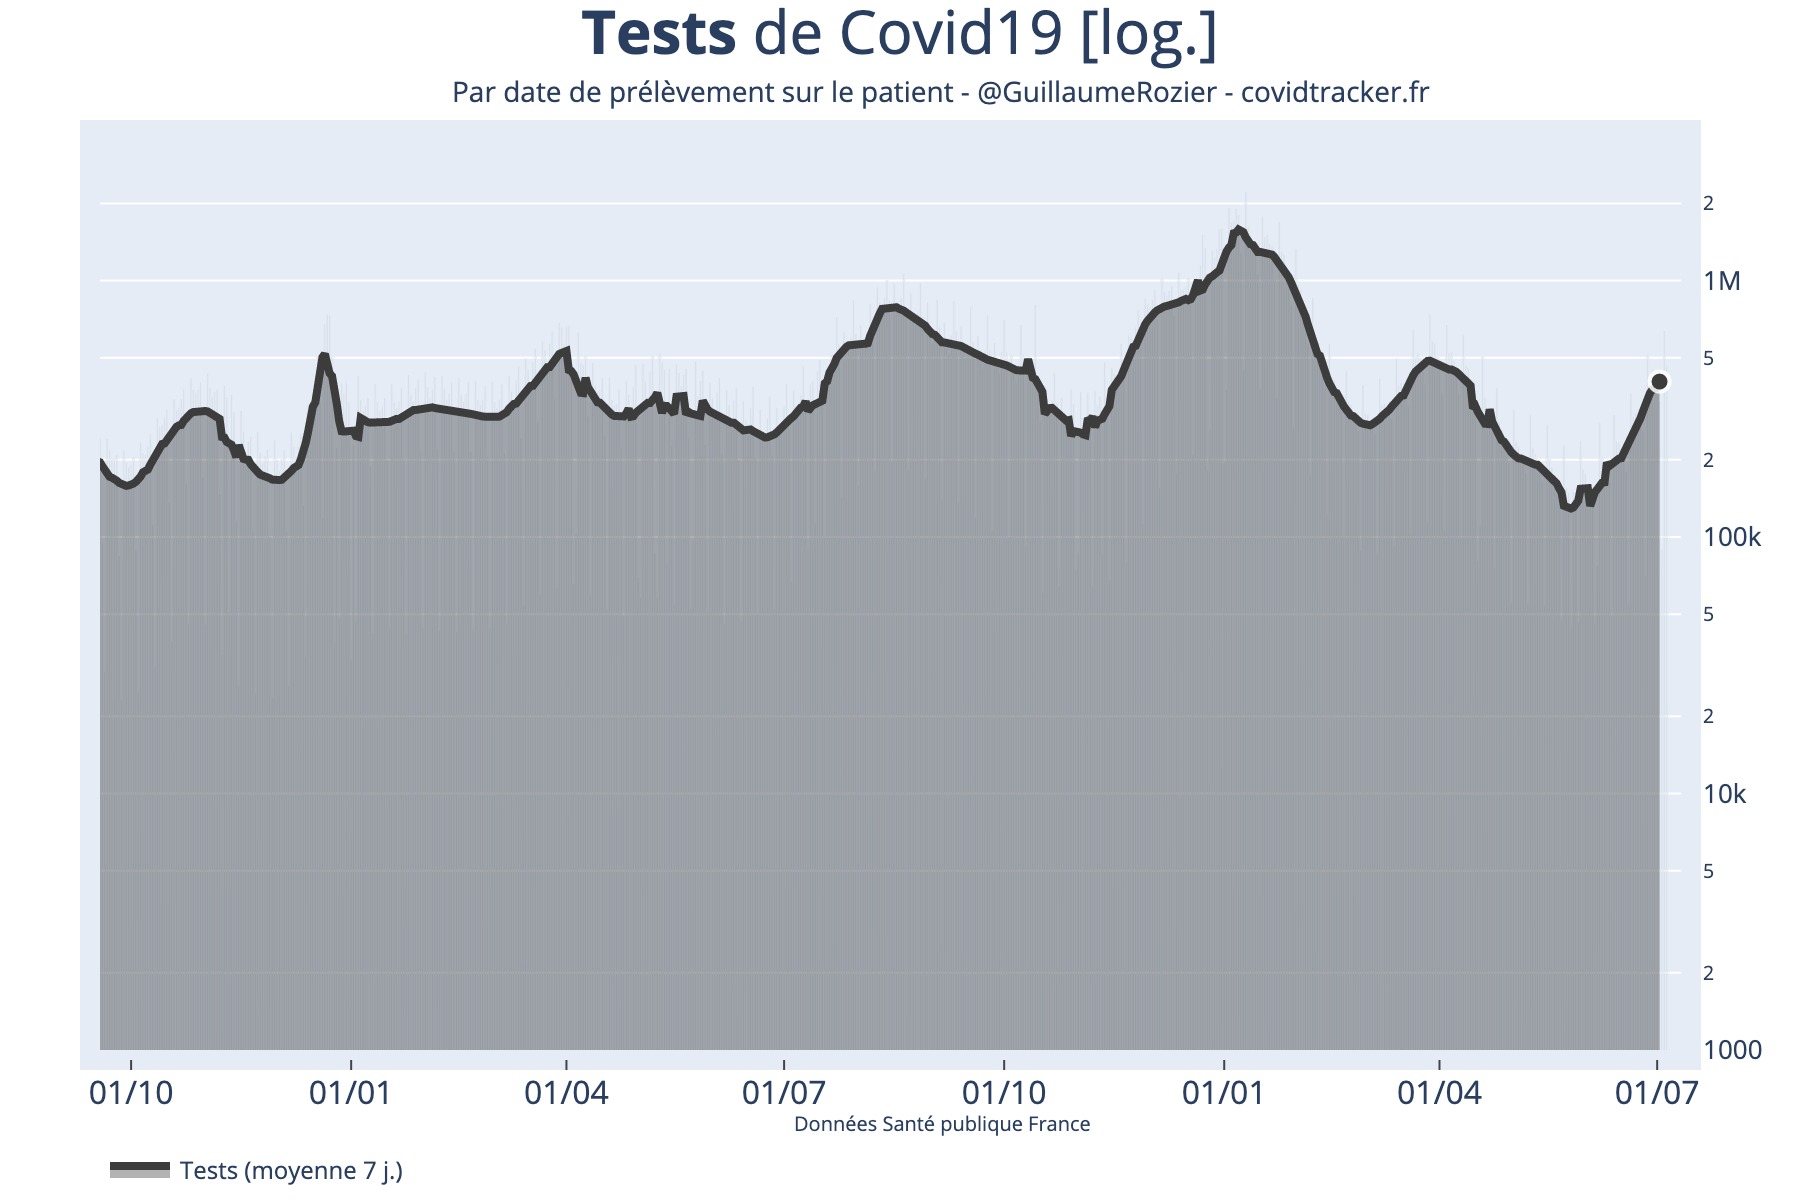 Tests de Covid19 [log.]
Par date de prélèvement sur le patient - @GuillaumeRozier - covidtracker.fr
2
1M
5
2
100k
5
2
10k
5
2
1000
01/10 01/01 01/04 01/07 01/10 01/01 01/04 01/07
Données Santé publique France
Tests (moyenne 7 j.)